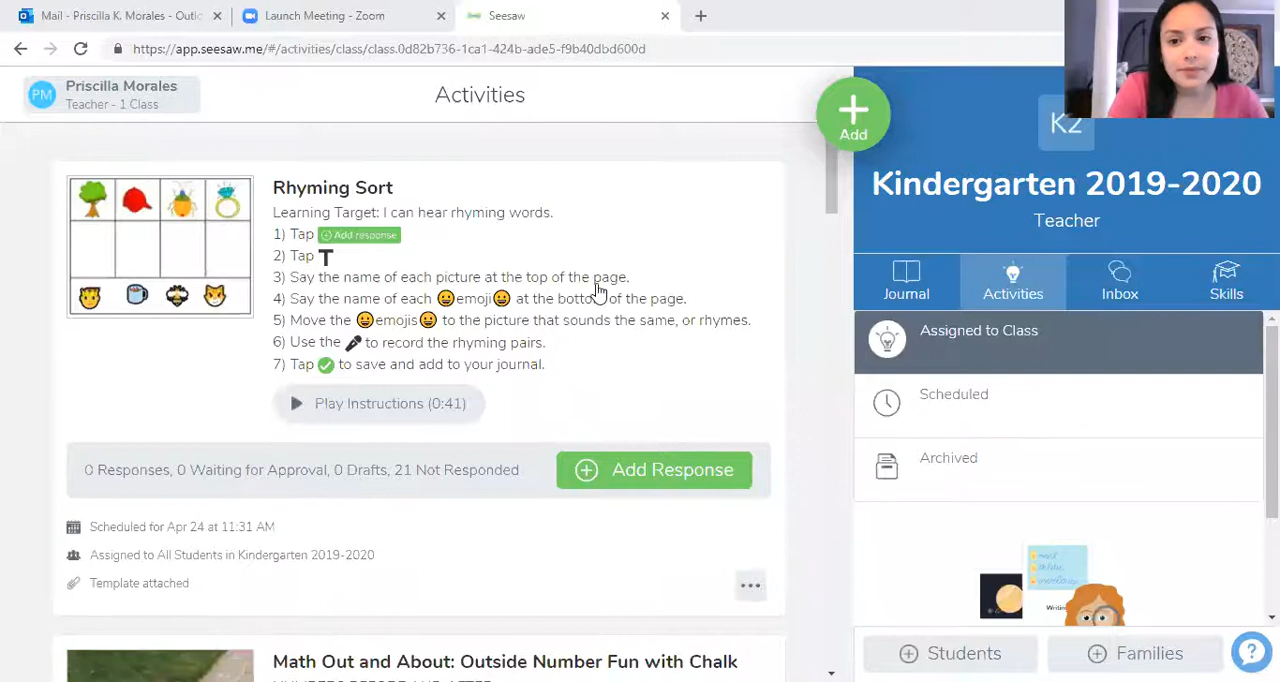 Mail - Priscilla K. Morales - Outlo
Launch Meeting - Zoom
Seesaw
https://app.seesaw.me/#/activities/class/class.0d82b736-1ca1-424b-ade5-f9b40dbd600d
PM
Priscilla Morales
Teacher - 1 Class
Activities
Add
K2
Kindergarten 2019-2020
Teacher
Journal
Activities
Inbox
Skills
Assigned to Class
Scheduled
Archived
Rhyming Sort
Learning Target: I can hear rhyming words.
1) Tap Add response
2) Tap T
3) Say the name of each picture at the top of the page.
4) Say the name of each 😀emoji😀 at the bottom of the page.
5) Move the 😀emojis😀 to the picture that sounds the same, or rhymes.
6) Use the 🎤 to record the rhyming pairs.
7) Tap ✅ to save and add to your journal.
Play Instructions (0:41)
0 Responses, 0 Waiting for Approval, 0 Drafts, 21 Not Responded
Add Response
Scheduled for Apr 24 at 11:31 AM
Assigned to All Students in Kindergarten 2019-2020
Template attached
Math Out and About: Outside Number Fun with Chalk
Students
Families
?